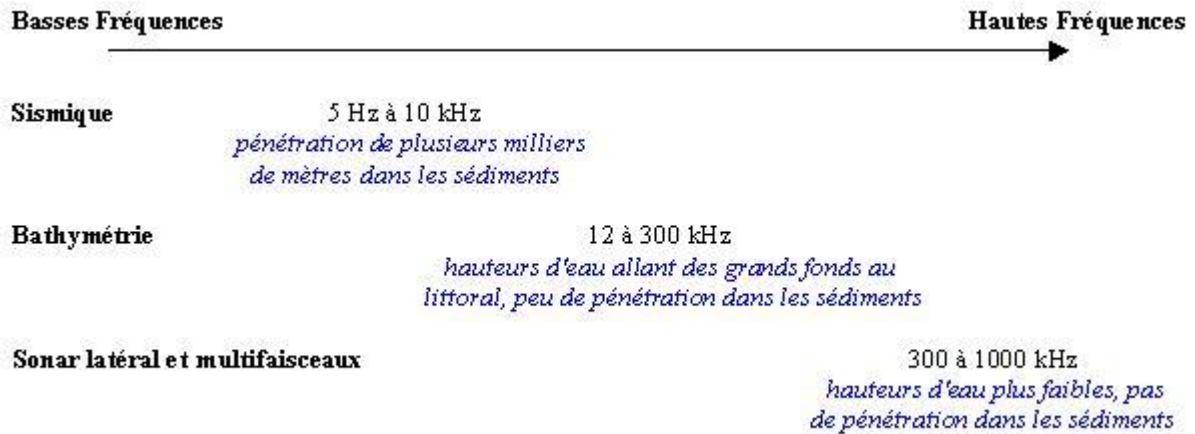 Basses Fréquences Hautes Fréquences
Sismique 5 Hz à 10 kHz
pénétration de plusieurs milliers
de mètres dans les sédiments
Bathymétrie 12 à 300 kHz
hauteurs d'eau allant des grands fonds au
littoral, peu de pénétration dans les sédiments
Sonar latéral et multifaisceaux 300 à 1000 kHz
hauteurs d'eau plus faibles, pas
de pénétration dans les sédiments